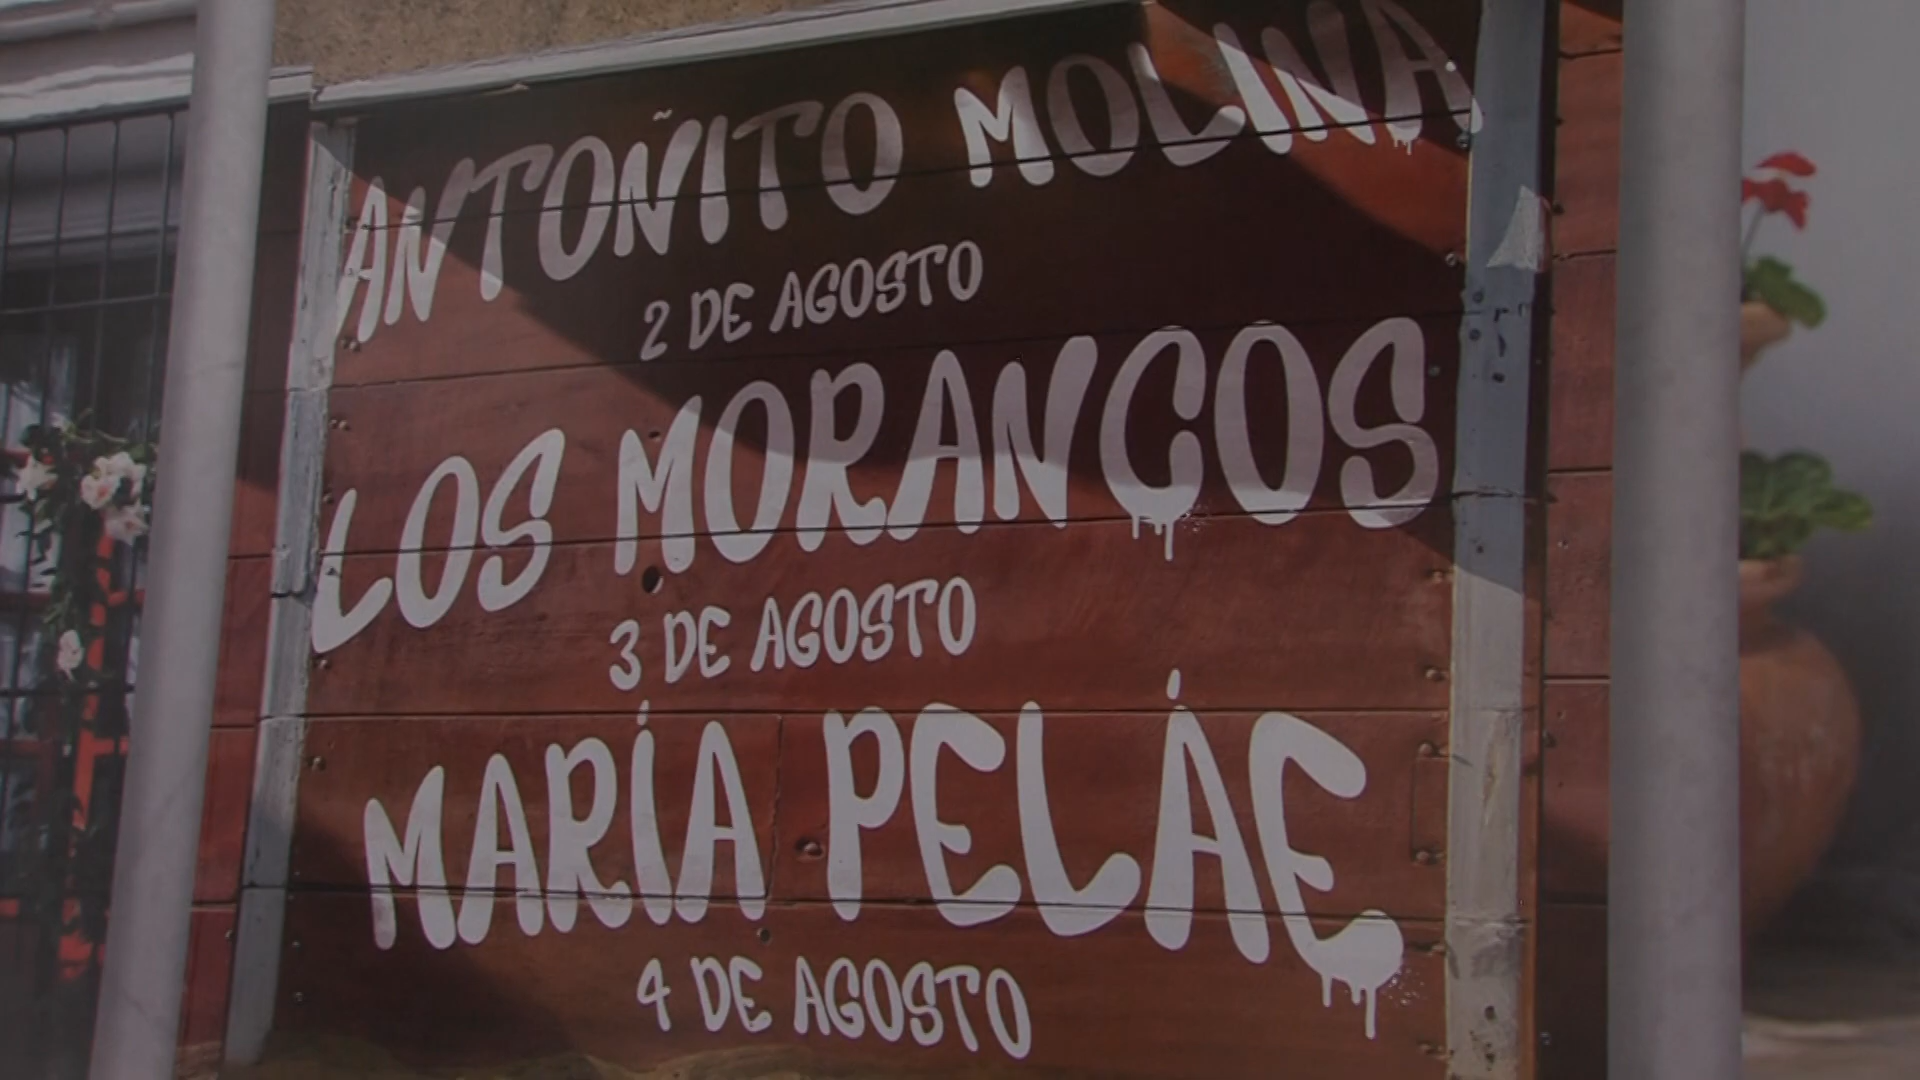 ANTOÑITO MOLINA
2 DE AGOSTO
LOS MORANCOS
3 DE AGOSTO
MARÍA PELÁE
4 DE AGOSTO